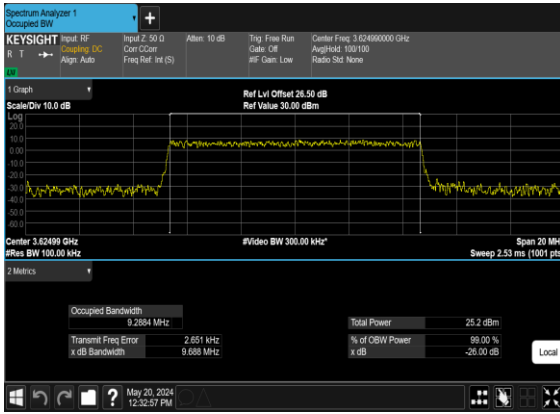 Spectrum Analyzer 1
Occupied BW
KEYSIGHT
R T
LW
Input: RF
Coupling: DC
Align: Auto
Input Z: 50 Ω
Corr CCorr
Freq Ref: Int (S)
Atten: 10 dB
Trig: Free Run
Gate: Off
#IF Gain: Low
Center Freq: 3.624990000 GHz
Avg|Hold: 100/100
Radio Std: None
1 Graph
Scale/Div 10.0 dB
Ref Lvl Offset 26.50 dB
Ref Value 30.00 dBm
Log
20.0
10.0
0.00
-10.0
-20.0
-30.0
-40.0
-50.0
-60.0
Center 3.62499 GHz
#Res BW 100.00 kHz
#Video BW 300.00 kHz*
Span 20 MH
Sweep 2.53 ms (1001 pts
2 Metrics
Occupied Bandwidth
9.2884 MHz
Transmit Freq Error 2.651 kHz
x dB Bandwidth 9.688 MHz
Total Power 25.2 dBm
% of OBW Power 99.00 %
x dB -26.00 dB
Local
?
May 20, 2024
12:32:57 PM